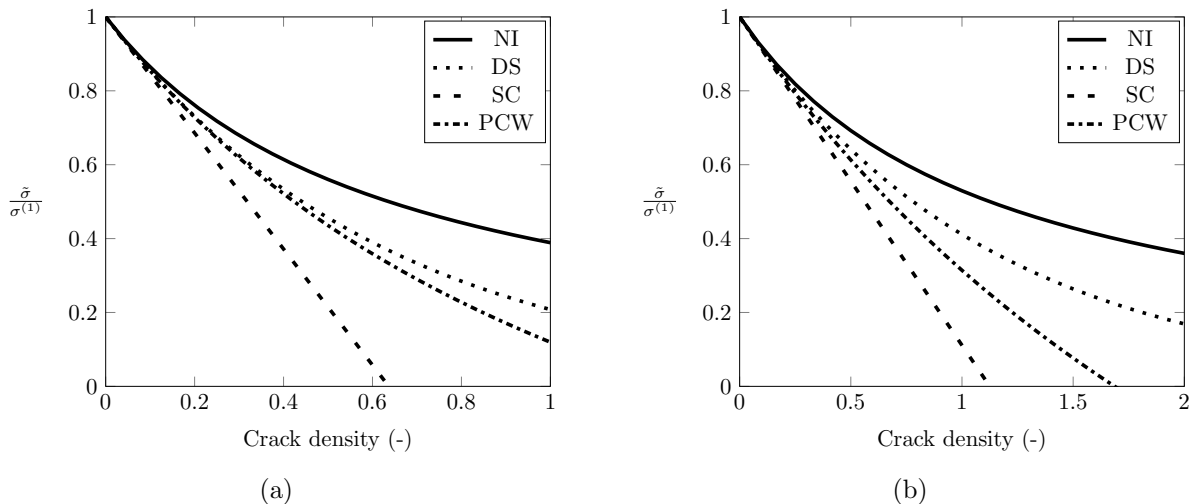 NI
DS
SC
PCW
1
0.8
0.6
0.4
0.2
0
σ̃
σ⁽¹⁾
0 0.2 0.4 0.6 0.8 1
Crack density (-)
(a)
NI
DS
SC
PCW
1
0.8
0.6
0.4
0.2
0
σ̃
σ⁽¹⁾
0 0.5 1 1.5 2
Crack density (-)
(b)